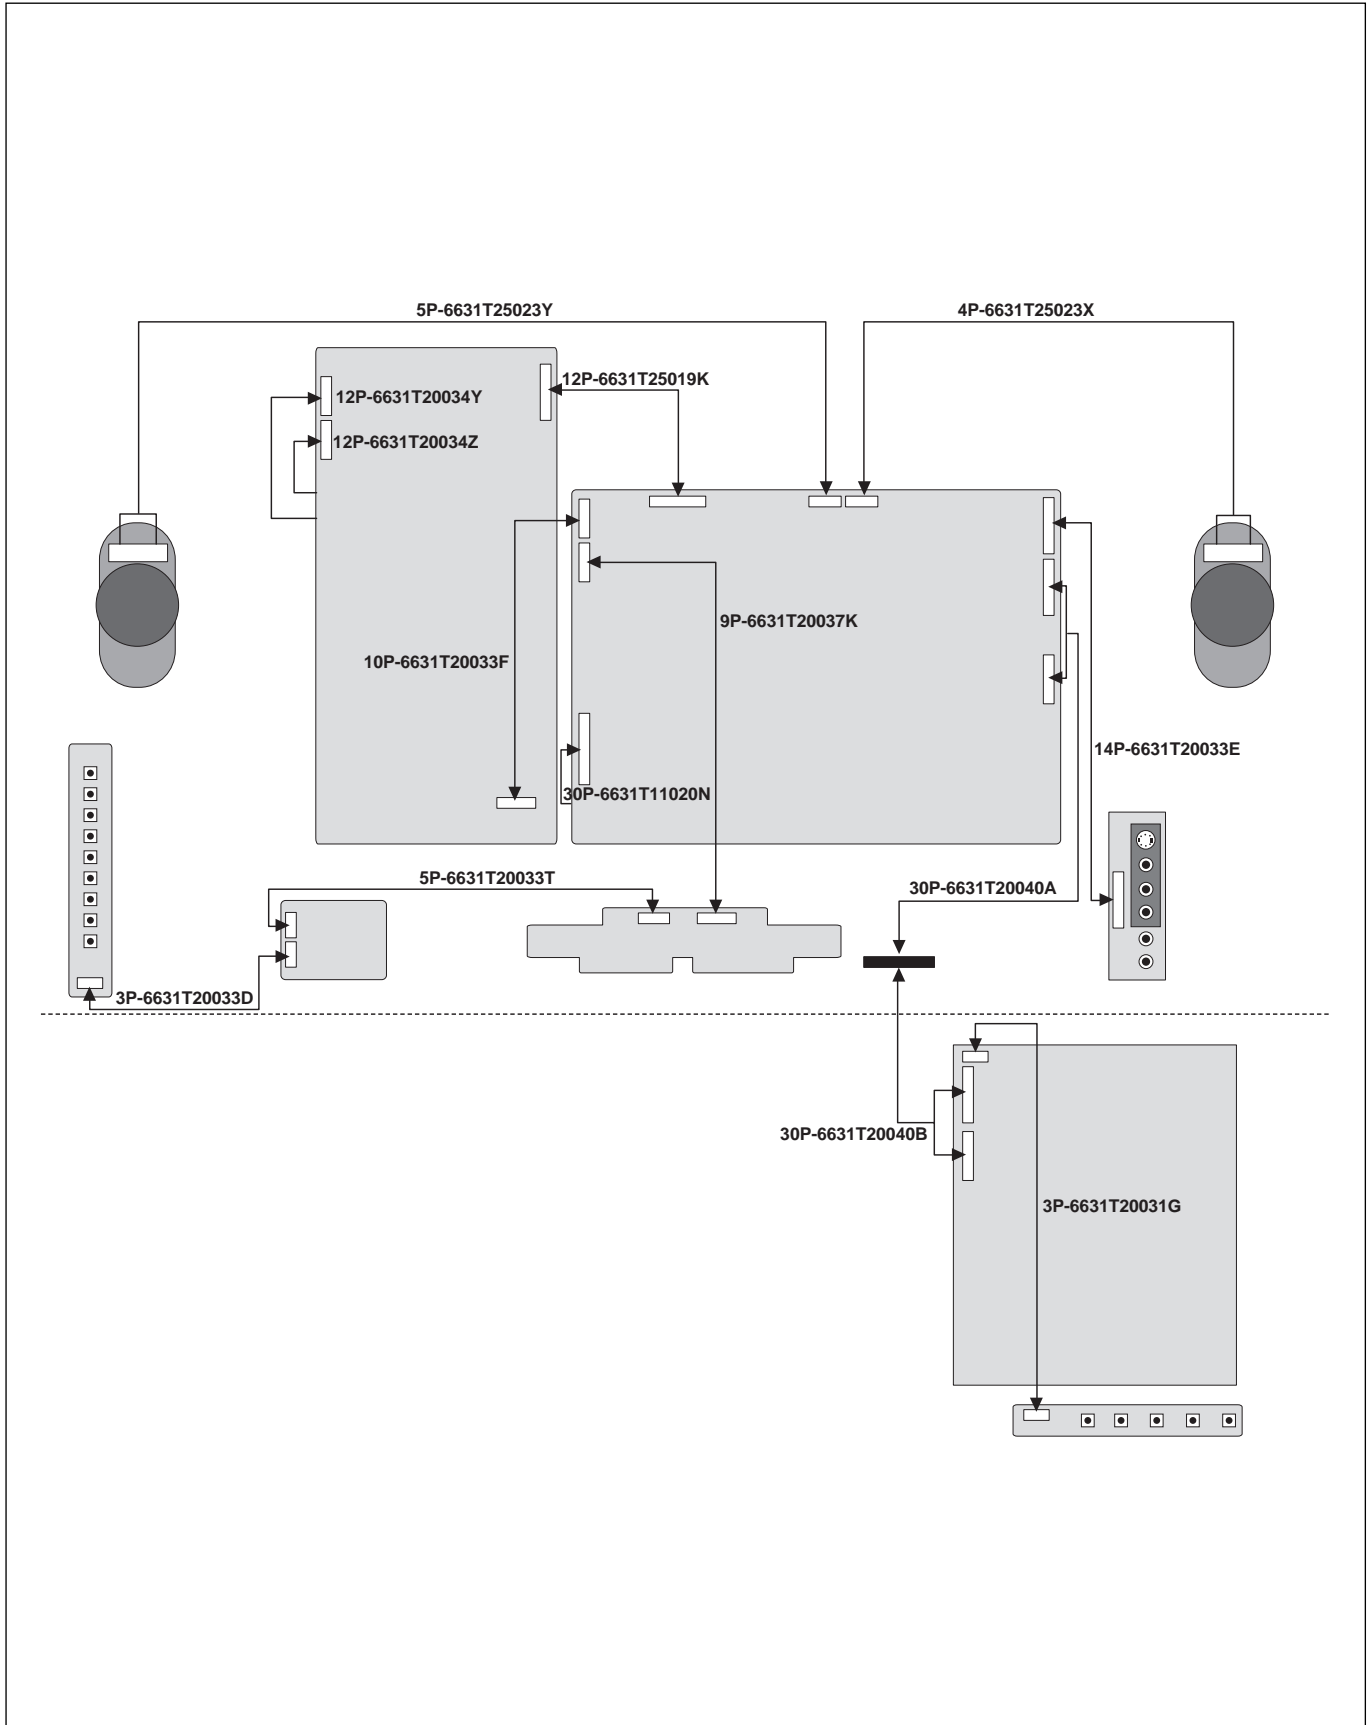 5P-6631T25023Y
4P-6631T25023X
12P-6631T25019K
12P-6631T20034Y
12P-6631T20034Z
9P-6631T20037K
10P-6631T20033F
14P-6631T20033E
30P-6631T11020N
5P-6631T20033T
30P-6631T20040A
3P-6631T20033D
30P-6631T20040B
3P-6631T20031G